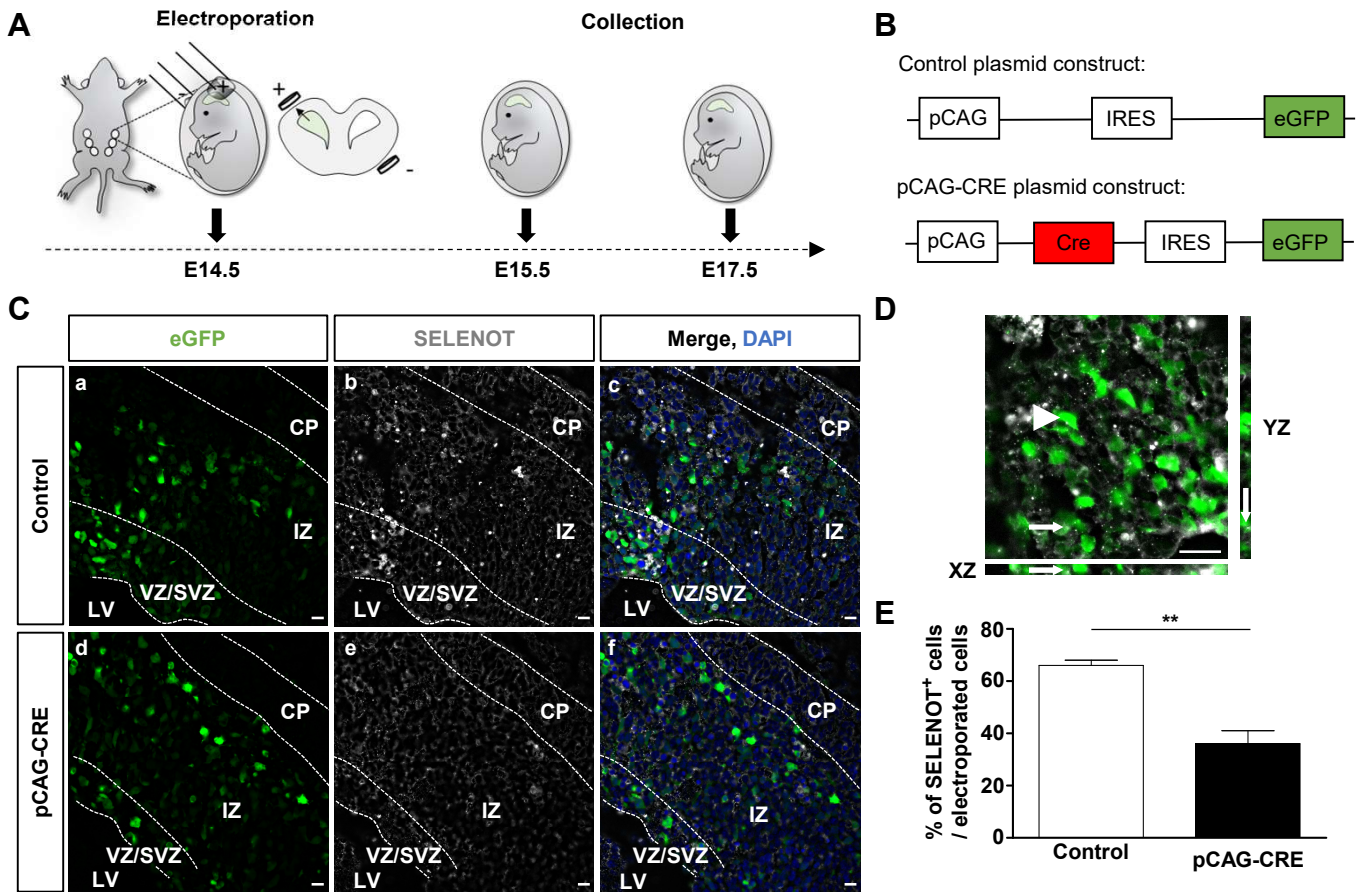 A
Electroporation
Collection
+
+
-
E14.5
E15.5
E17.5
B
Control plasmid construct:
pCAG
IRES
eGFP
pCAG-CRE plasmid construct:
pCAG
Cre
IRES
eGFP
C
eGFP
SELENOT
Merge, DAPI
Control
a
CP
IZ
VZ/SVZ
LV
b
CP
IZ
VZ/SVZ
LV
c
CP
IZ
VZ/SVZ
LV
pCAG-CRE
d
CP
IZ
VZ/SVZ
LV
e
CP
IZ
VZ/SVZ
LV
f
CP
IZ
VZ/SVZ
LV
D
YZ
XZ
E
% of SELENOT+ cells
/ electroporated cells
80
60
40
20
0
**
Control
pCAG-CRE